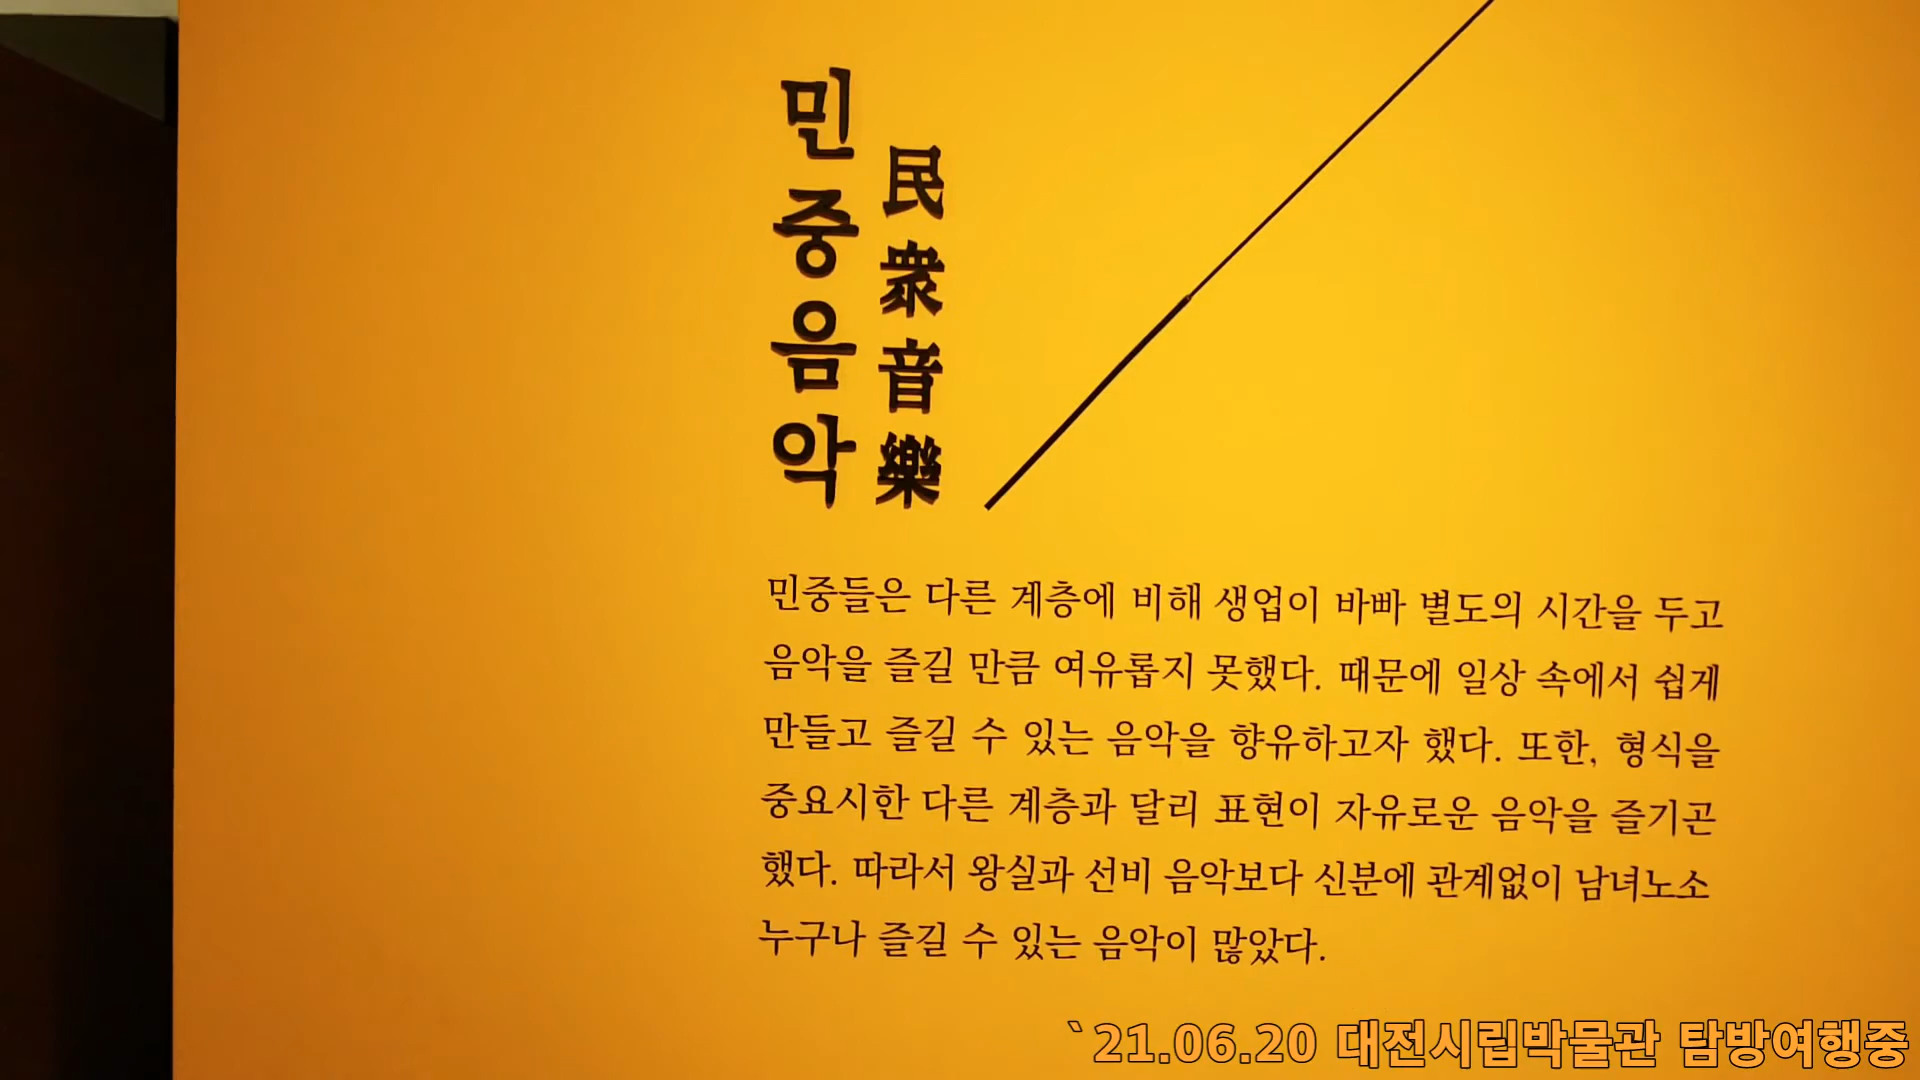 민중음악
民衆音樂
민중들은 다른 계층에 비해 생업이 바빠 별도의 시간을 두고
음악을 즐길 만큼 여유롭지 못했다. 때문에 일상 속에서 쉽게
만들고 즐길 수 있는 음악을 향유하고자 했다. 또한, 형식을
중요시한 다른 계층과 달리 표현이 자유로운 음악을 즐기곤
했다. 따라서 왕실과 선비 음악보다 신분에 관계없이 남녀노소
누구나 즐길 수 있는 음악이 많았다.
`21.06.20 대전시립박물관 탐방여행중